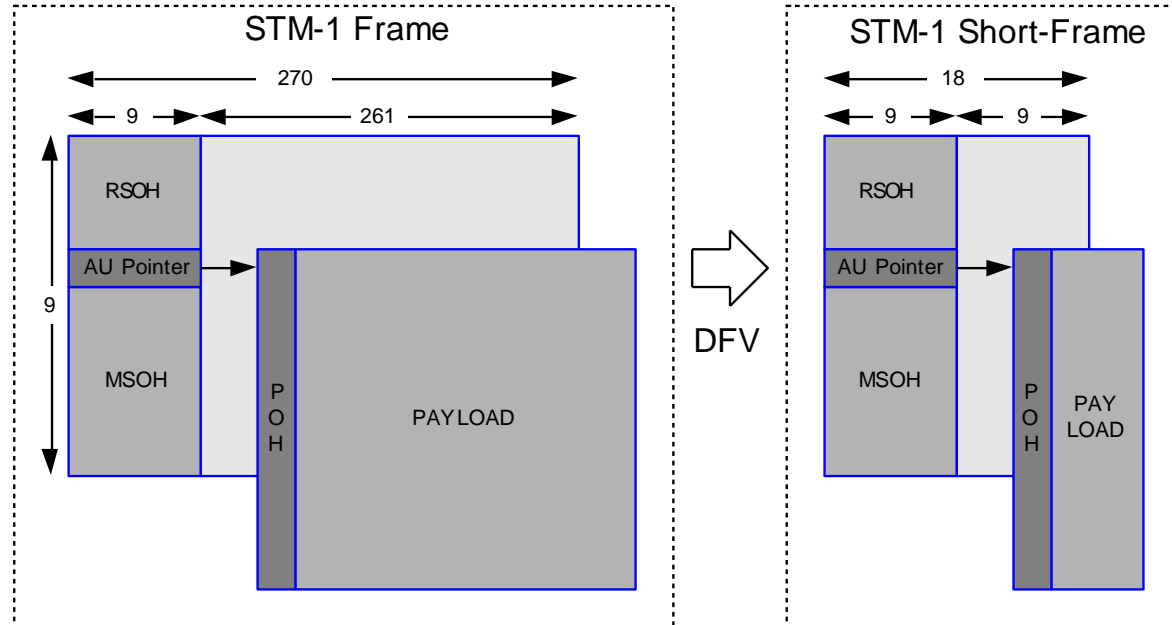 STM-1 Frame
270
9
261
9
RSOH
AU Pointer
MSOH
P
O
H
PAYLOAD
DFV
STM-1 Short-Frame
18
9
9
RSOH
AU Pointer
MSOH
P
O
H
PAY
LOAD